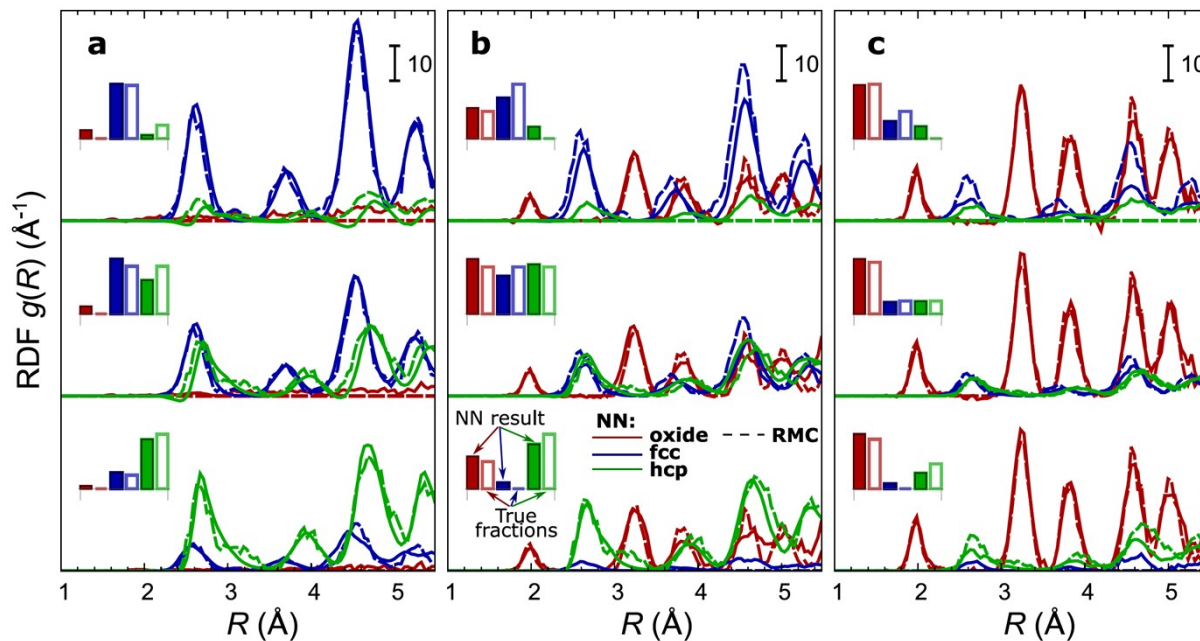 a
b
c
10
10
10
RDF g(R) (Å⁻¹)
NN result
True
fractions
NN:
oxide
fcc
hcp
RMC
1 2 3 4 5
1 2 3 4 5
1 2 3 4 5
R (Å)
R (Å)
R (Å)